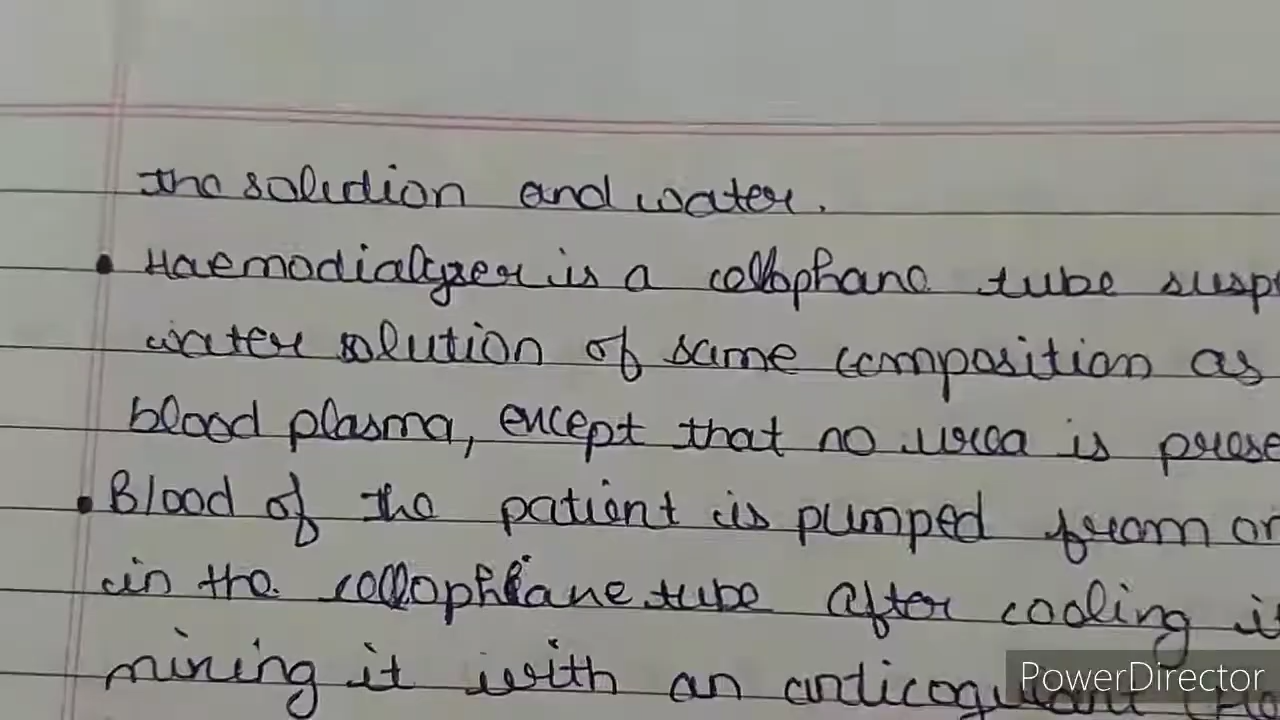 the solution and water.
• Haemodialyzer is a cellophane tube susp
water solution of same composition as
blood plasma, except that no urea is prese
• Blood of the patient is pumped from
in the cellophane tube after cooling
mixing it with an anticoagulant
PowerDirector